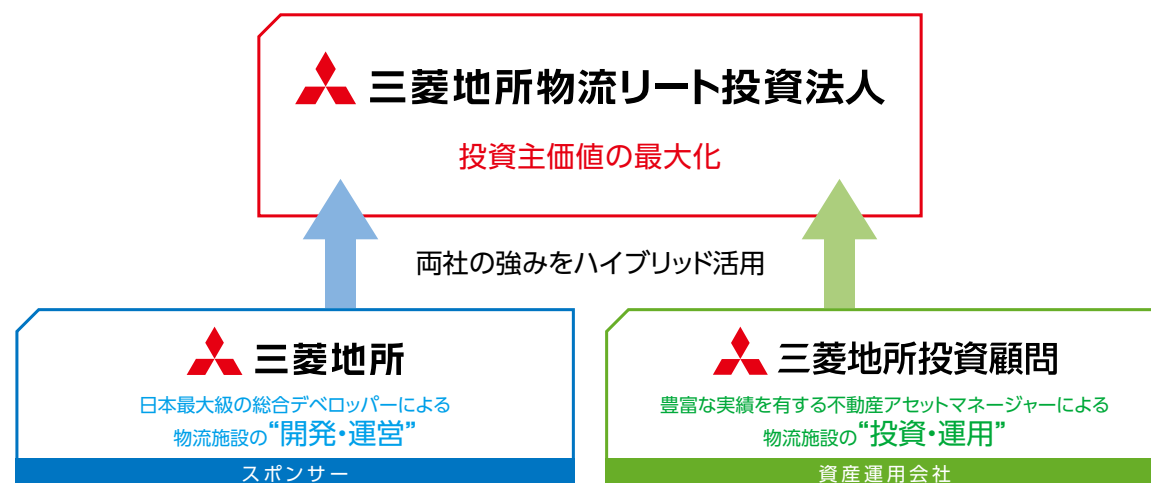 三菱地所物流リート投資法人
投資主価値の最大化
両社の強みをハイブリッド活用
三菱地所
日本最大級の総合デベロッパーによる
物流施設の“開発・運営”
スポンサー
三菱地所投資顧問
豊富な実績を有する不動産アセットマネージャーによる
物流施設の“投資・運用”
資産運用会社